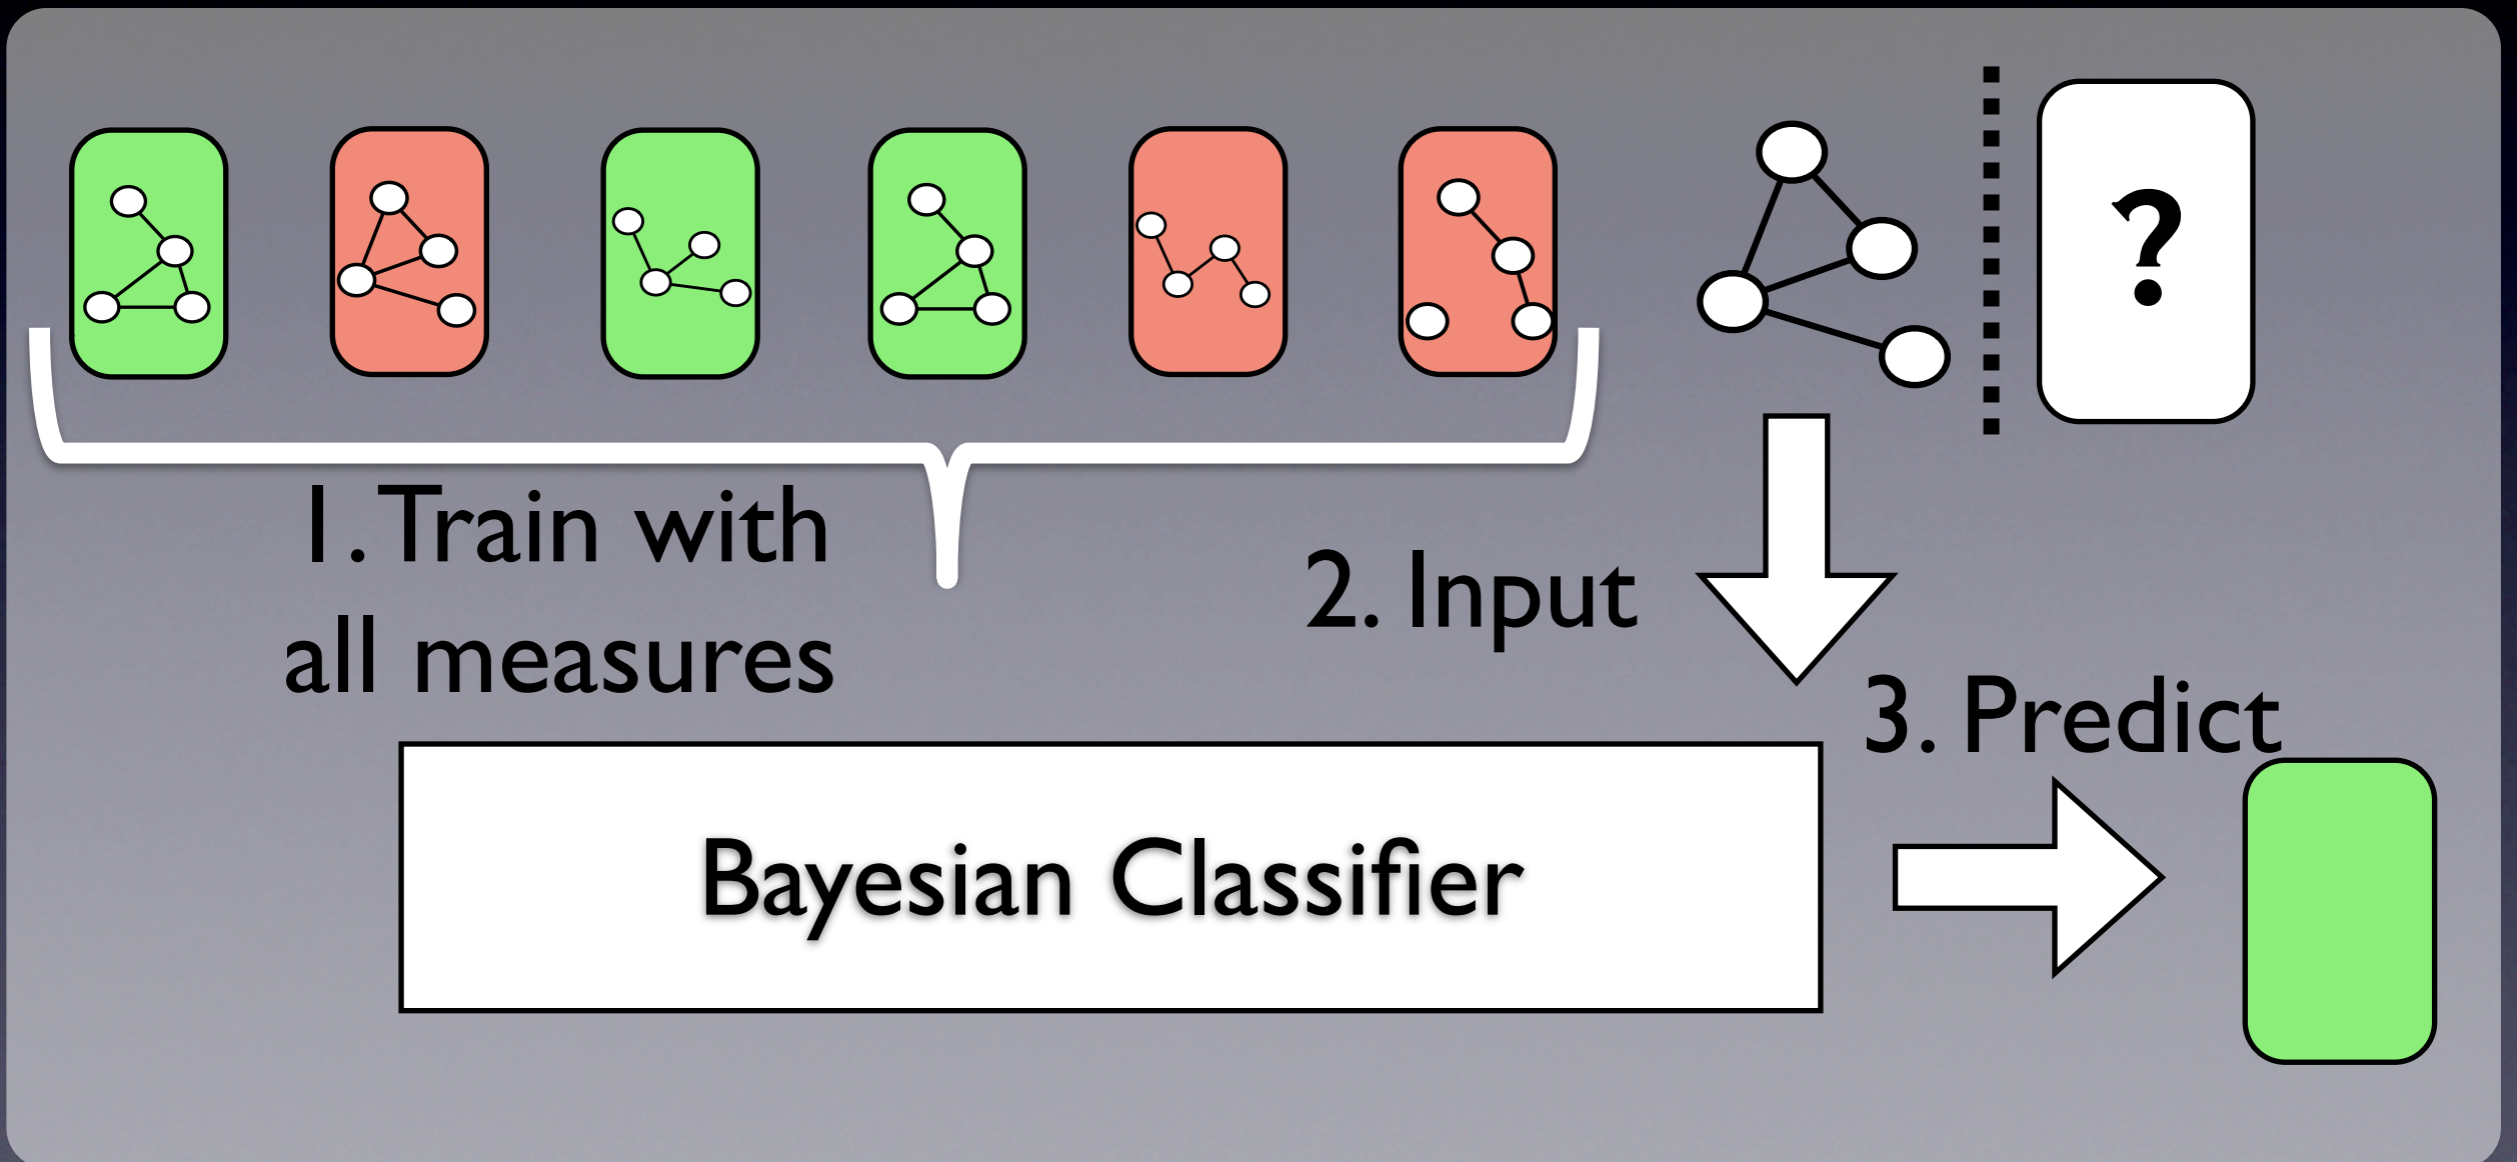 ?
1. Train with
all measures
2. Input
3. Predict
Bayesian Classifier